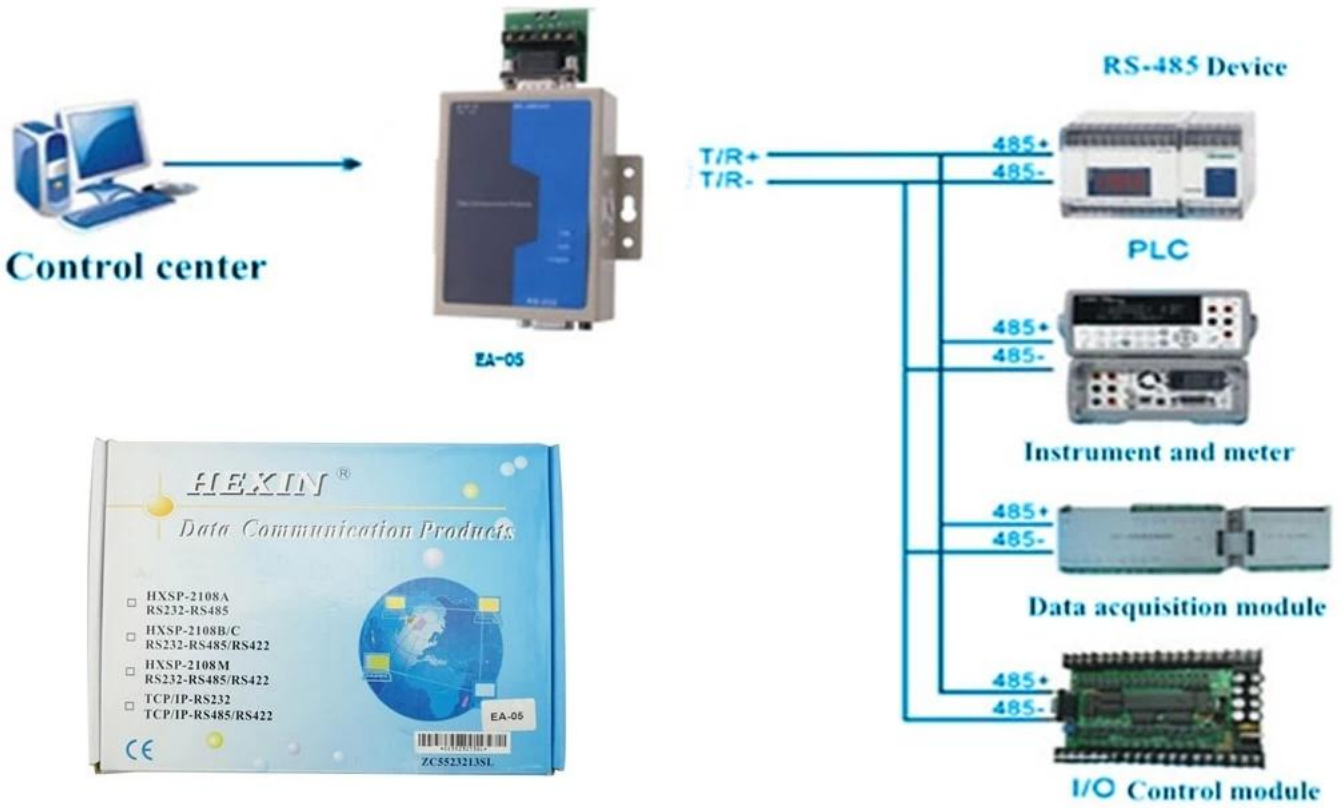 Control center
EA-05
T/R+
T/R-
RS-485 Device
485+
485-
PLC
485+
485-
Instrument and meter
485+
485-
Data acquisition module
485+
485-
I/O Control module
HEXIN ®
Data Communication Products
HXSP-2108A
RS232-RS485
HXSP-2108B/C
RS232-RS485/RS422
HXSP-2108M
RS232-RS485/RS422
TCP/IP-RS232
TCP/IP-RS485/RS422
EA-05
CE
ZC5523213SL